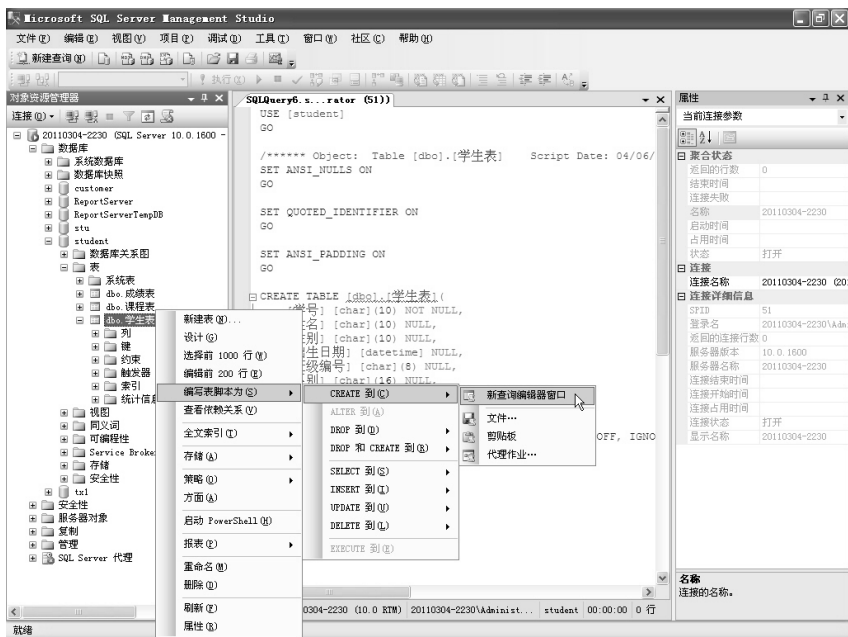 Microsoft SQL Server Management Studio
文件(F) 编辑(E) 视图(V) 项目(P) 调试(D) 工具(T) 窗口(W) 社区(C) 帮助(H)
新建查询(N)
执行(X)
对象资源管理器
连接(O)
20110304-2230 (SQL Server 10.0.1600 -
数据库
系统数据库
数据库快照
customer
ReportServer
ReportServerTempDB
stu
student
数据库关系图
表
系统表
dbo.成绩表
dbo.课程表
dbo.学生表
列
键
约束
触发器
索引
统计信息
视图
同义词
可编程性
Service Broke
存储
安全性
tx1
安全性
服务器对象
复制
管理
SQL Server 代理
就绪
SQLQuery6.s...rator (51))
USE [student]
GO
/****** Object: Table [dbo].[学生表] Script Date: 04/06/
SET ANSI_NULLS ON
GO
SET QUOTED_IDENTIFIER ON
GO
SET ANSI_PADDING ON
GO
CREATE TABLE [dbo].[学生表](
学号] [char](10) NOT NULL,
名] [char](10) NULL,
别] [char](10) NULL,
生日期] [datetime] NULL,
级编号] [char](8) NULL,
别] [char](16) NULL,
OFF, IGNO
新建表(N)...
设计(G)
选择前 1000 行(W)
编辑前 200 行(E)
编写表脚本为(S)
查看依赖关系(V)
全文索引(T)
存储(A)
策略(O)
方面(A)
启动 PowerShell(H)
报表(P)
重命名(M)
删除(D)
刷新(F)
属性(R)
CREATE 到(C)
ALTER 到(A)
DROP 到(D)
DROP 和 CREATE 到(R)
SELECT 到(S)
INSERT 到(I)
UPDATE 到(U)
DELETE 到(L)
EXECUTE 到(E)
新查询编辑器窗口
文件…
剪贴板
代理作业…
0304-2230 (10.0 RTM) 20110304-2230\Administ... student 00:00:00 0 行
属性
当前连接参数
聚合状态
返回的行数 0
结束时间
连接失败
名称 20110304-2230
启动时间
占用时间
状态 打开
连接
连接名称 20110304-2230 (201
连接详细信息
SPID 51
登录名 20110304-2230\Adm
返回的连接行数 0
服务器版本 10.0.1600
服务器名称 20110304-2230
连接结束时间
连接开始时间
连接占用时间
连接状态 打开
显示名称 20110304-2230
名称
连接的名称。